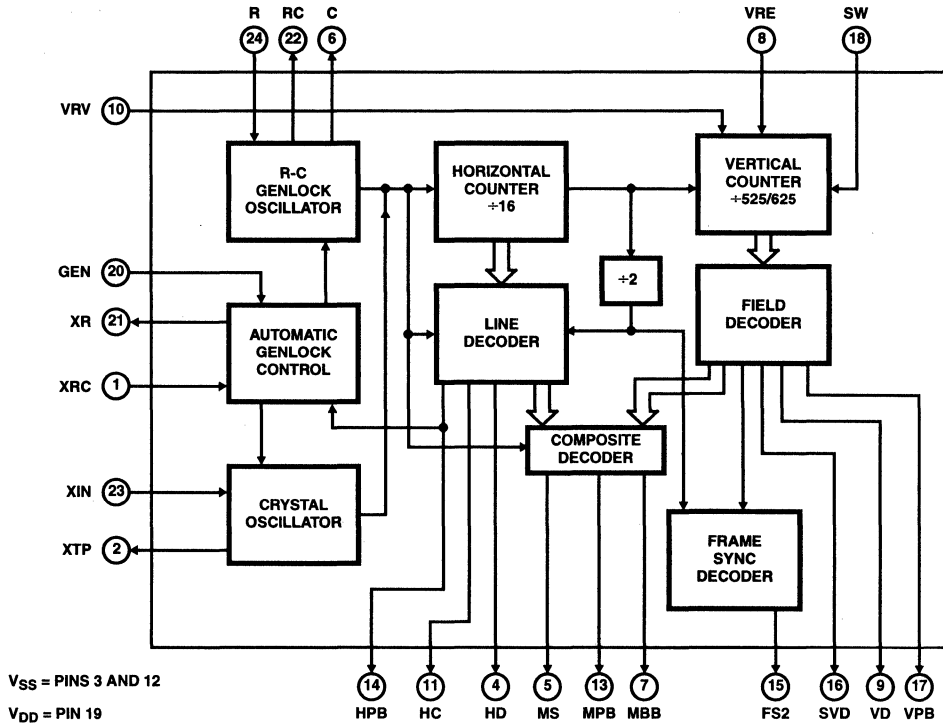 R RC C VRE SW
24 22 6 8 18
VRV 10
R-C
GENLOCK
OSCILLATOR
HORIZONTAL
COUNTER
÷16
VERTICAL
COUNTER
÷525/625
GEN 20
XR 21
XRC 1
AUTOMATIC
GENLOCK
CONTROL
LINE
DECODER
÷2
FIELD
DECODER
COMPOSITE
DECODER
XIN 23
XTP 2
CRYSTAL
OSCILLATOR
FRAME
SYNC
DECODER
VSS = PINS 3 AND 12
VDD = PIN 19
14 11 4 5 13 7 15 16 9 17
HPB HC HD MS MPB MBB FS2 SVD VD VPB